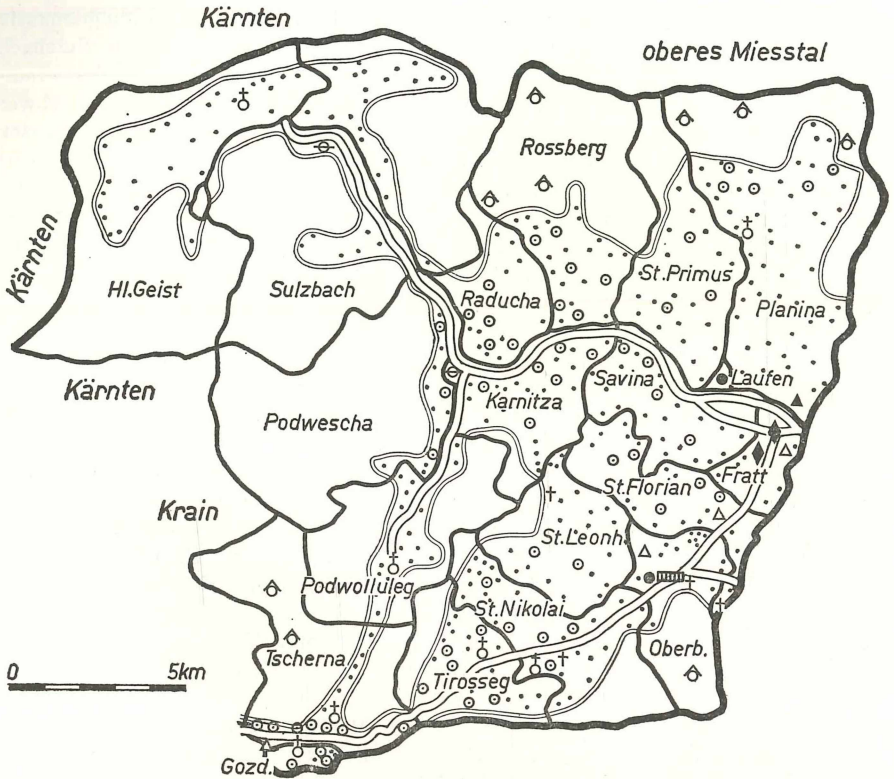 Kärnten
oberes Miesstal
Rossberg
Kärnten
Hl.Geist
Sulzbach
Raducha
St.Primus
Planina
Kärnten
Podwescha
Karnitza
Savina
Laufen
Krain
St.Florian
Fratt
St.Leonh.
Podwolluleg
St.Nikolai
Tscherna
Tirosseg
Oberb.
0 5km
Gozd.